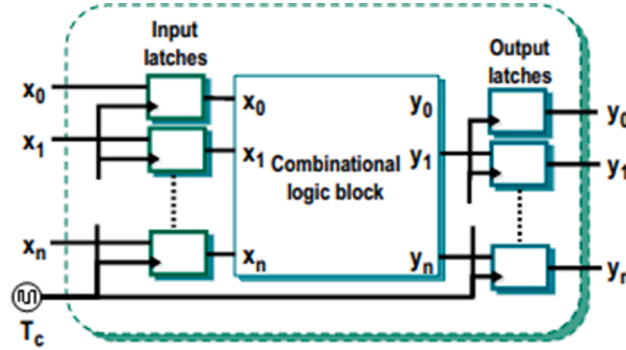 Input
latches
Output
latches
x0
x0
y0
y0
x1
x1
Combinational
logic block
y1
y1
xn
xn
yn
yn
Tc